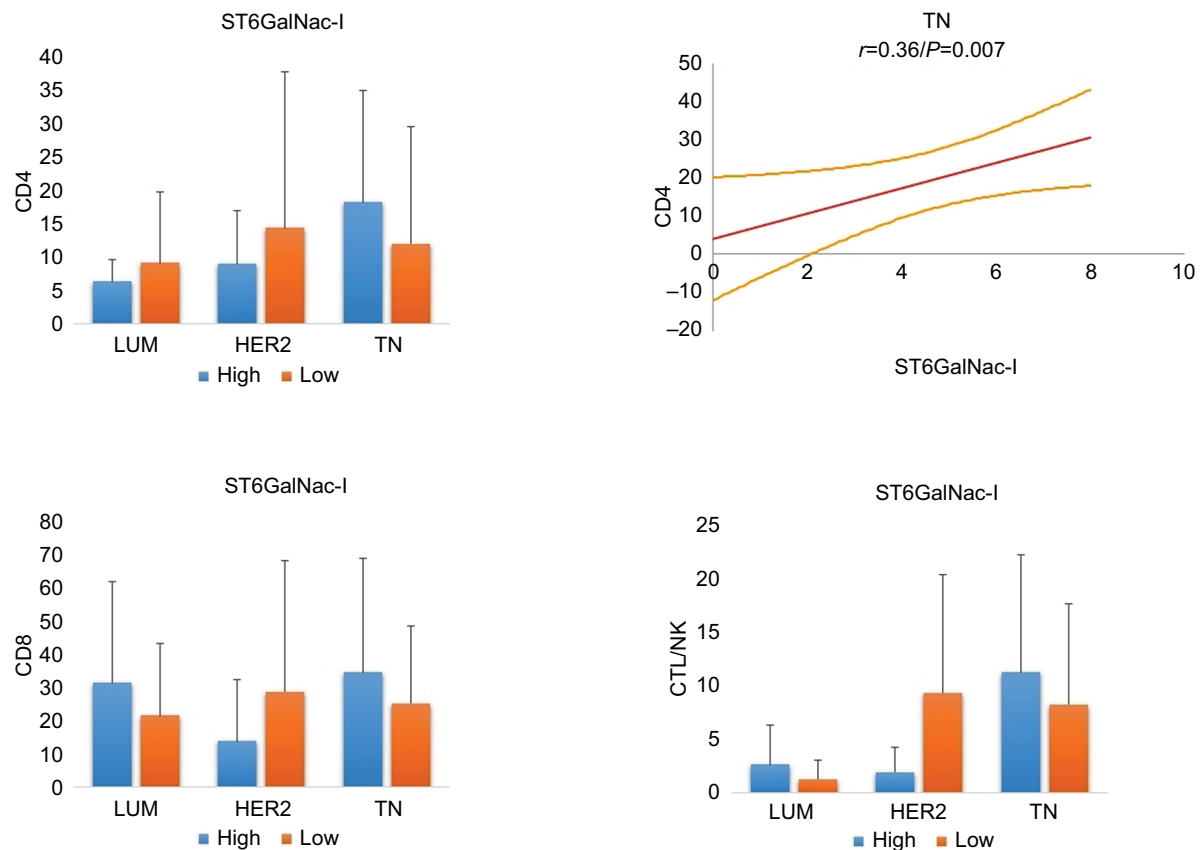 ST6GalNac-I
40
35
30
25
20
15
10
5
0
CD4
LUM HER2 TN
High Low
TN
r=0.36/P=0.007
50
40
30
20
10
0
–10
–20
CD4
0 2 4 6 8 10
ST6GalNac-I
ST6GalNac-I
80
70
60
50
40
30
20
10
0
CD8
LUM HER2 TN
High Low
ST6GalNac-I
25
20
15
10
5
0
CTL/NK
LUM HER2 TN
High Low